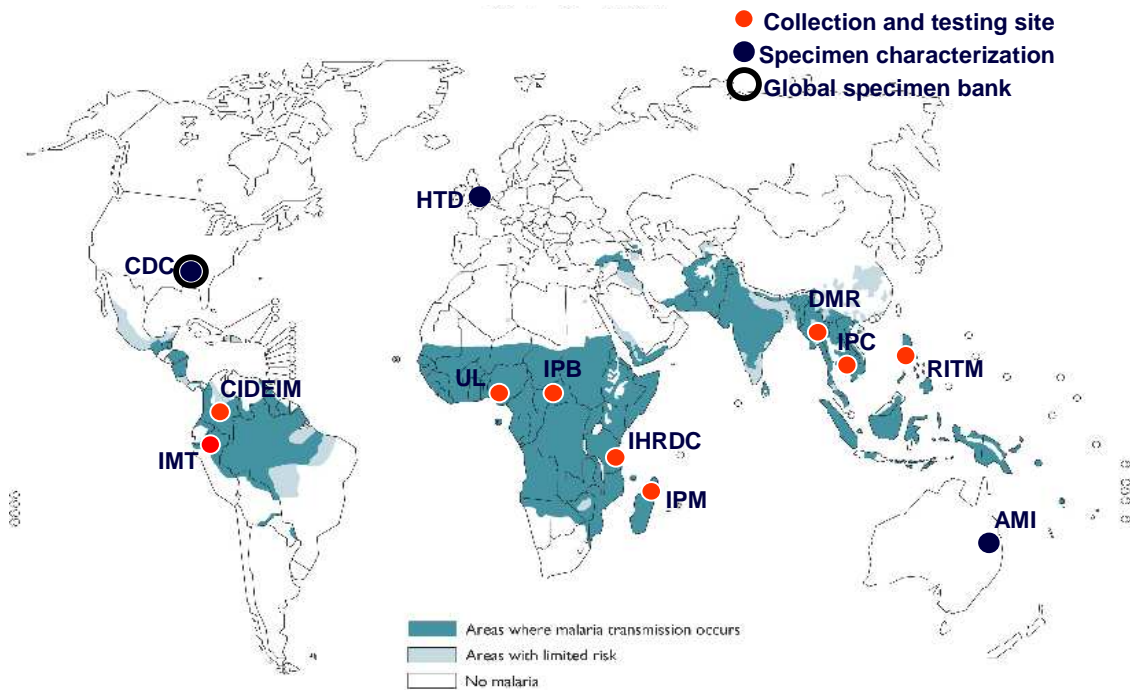 Collection and testing site
Specimen characterization
Global specimen bank
HTD
CDC
DMR
IPC
RITM
UL
IPB
CIDEIM
IHRDC
IMT
IPM
AMI
Areas where malaria transmission occurs
Areas with limited risk
No malaria